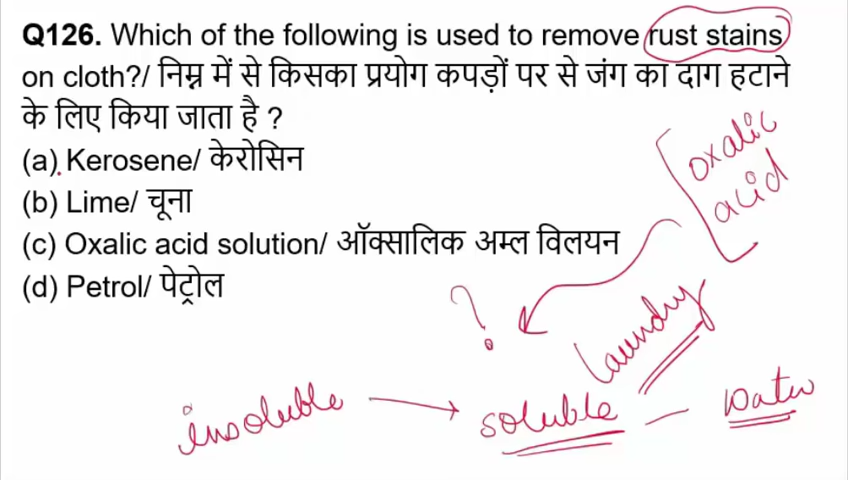 Q126. Which of the following is used to remove rust stains
on cloth?/ निम्न में से किसका प्रयोग कपड़ों पर से जंग का दाग हटाने
के लिए किया जाता है ?
(a) Kerosene/ केरोसिन
(b) Lime/ चूना
(c) Oxalic acid solution/ ऑक्सालिक अम्ल विलयन
(d) Petrol/ पेट्रोल
oxalic
acid
?
laundry
insoluble → soluble — water